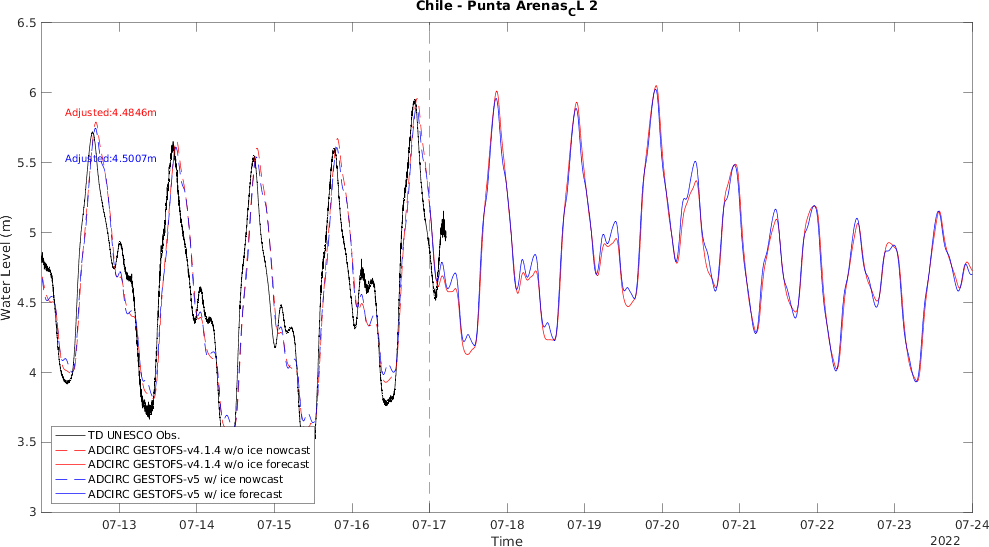 Chile - Punta Arenas_CL 2
6.5
6
5.5
5
4.5
4
3.5
3
Water Level (m)
Adjusted:4.4846m
Adjusted:4.5007m
TD UNESCO Obs.
ADCIRC GESTOFS-v4.1.4 w/o ice nowcast
ADCIRC GESTOFS-v4.1.4 w/o ice forecast
ADCIRC GESTOFS-v5 w/ ice nowcast
ADCIRC GESTOFS-v5 w/ ice forecast
07-13 07-14 07-15 07-16 07-17 07-18 07-19 07-20 07-21 07-22 07-23 07-24
Time
2022